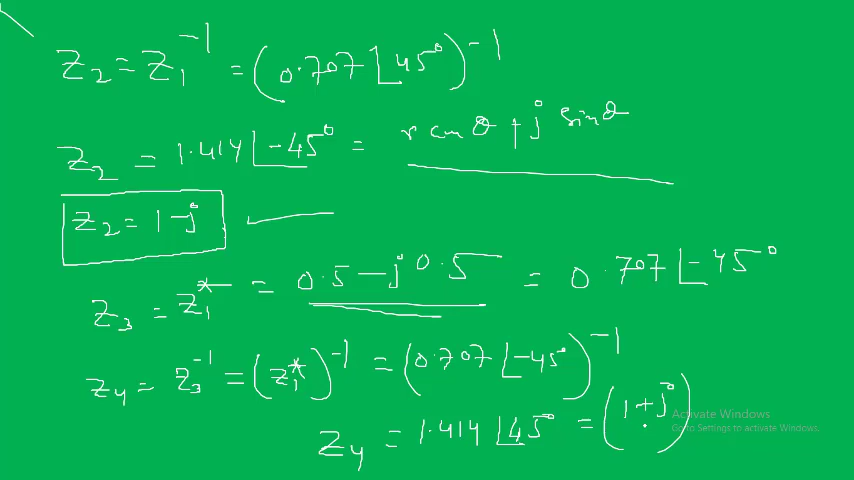 Z₂ = Z₁⁻¹ = (0.707 ∠45°)⁻¹
Z₂ = 1.414 ∠-45° = r cos θ + j sin θ
Z₂ = 1-j
Z₃ = Z₁* = 0.5 - j0.5 = 0.707 ∠-45°
Z₄ = Z₃⁻¹ = (Z₁*)⁻¹ = (0.707 ∠-45°)⁻¹
Z₄ = 1.414 ∠45° = (1+j)
Activate Windows
Go to Settings to activate Windows.